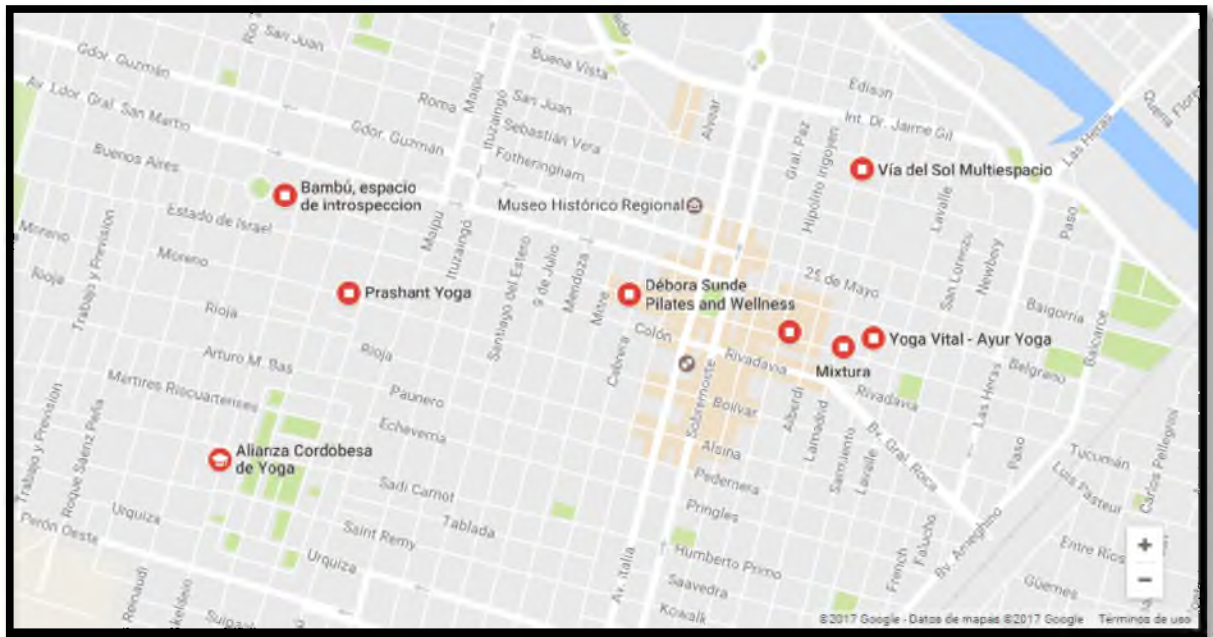 San Juan
Gdor. Guzmán
Buena Vista
Edison
Roma
Maipú
Ituzaingó
San Juan
Alvear
Gral. Paz
Int. Dr. Jaime Gil
Las Heras
Av. Ldor. Gral. San Martin
Gdor. Guzmán
Sebastián Vera
Fotheringham
Hipólito Irigoyen
Buenos Aires
Vía del Sol Multiespacio
Bambú, espacio
de introspeccion
Museo Histórico Regional
Lavalle
Paso
Estado de Israel
Maipú
Ituzaingó
Moreno
Trabajo y Previsión
Moreno
Santiago del Estero
9 de Julio
Mendoza
Mitre
25 de Mayo
San Lorenzo
Newbery
Rioja
Prashant Yoga
Débora Sunde
Pilates and Wellness
Baigorria
Balcarce
Rioja
Colón
Yoga Vital - Ayur Yoga
Rioja
Cabrera
Rivadavia
Mixtura
Belgrano
Arturo M. Bas
Paunero
Sobremonte
Rivadavia
Las Heras
Mártires Riocuartenses
Bolívar
Alberdi
Lamadrid
Echeverría
Alsina
Sarmiento
Lavalle
Bv. Gral. Roca
Paso
Tucumán
Carlos Pellegrini
Alianza Cordobesa
de Yoga
Trabajo y Previsión
Roque Sáenz Peña
Pedernera
Luis Pasteur
Sadi Carnot
Pringles
Urquiza
Tablada
Perón Oeste
Saint Remy
Humberto Primo
French
Falucho
Bv. Ameghino
Entre Ríos
Urquiza
Av. Italia
Saavedra
Güemes
Renaudi
Kowalk
+
−
©2017 Google - Datos de mapas ©2017 Google Términos de uso